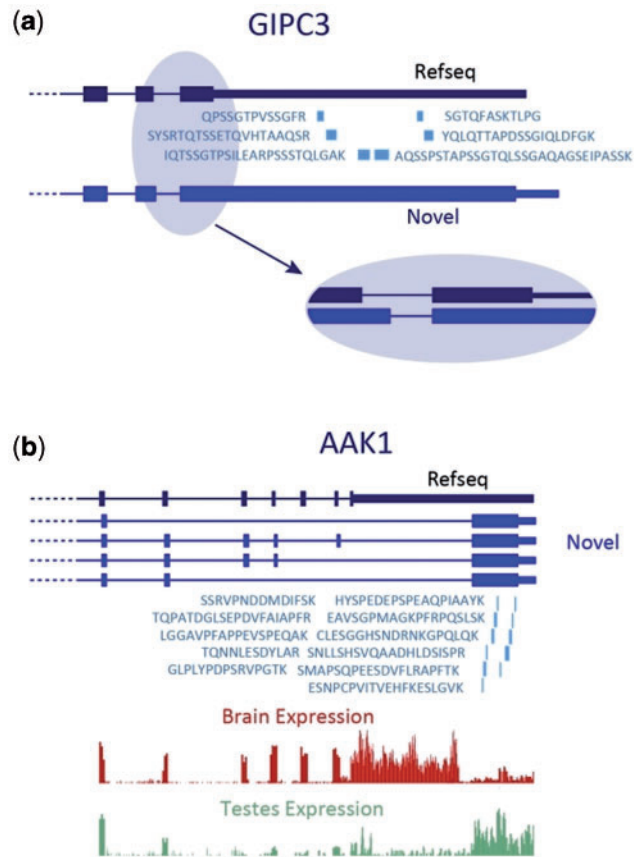 (a)
GIPC3
Refseq
QPSSGTPVSSGFR SGTQFASKTLPG
SYSRTQTSSETQVHTAAQSR YQLQTTAPDSSGIQLDFGK
IQTSSGTPSILEARPSSSTQLGAK AQSSPSTAPSSGTQLSSGAQAGSEIPASSK
Novel
(b)
AAK1
Refseq
Novel
SSRVPNDDMDIFSK HYSPEDEPSPEAQPIAAYK
TQPATDGLSEPDVFAIAPFR EAVSGPMAGKPFRPQSLSK
LGGAVPFAPPEVSPEQAK CLESGGHSNDRNKGPQLQK
TQNNLESDYLAR SNLLSHSVQAADHLDSISPR
GLPLYPDPSRVPGTK SMAPSQPEESDVFLRAPFTK
ESNPCPVITVEHFKESLGVK
Brain Expression
Testes Expression